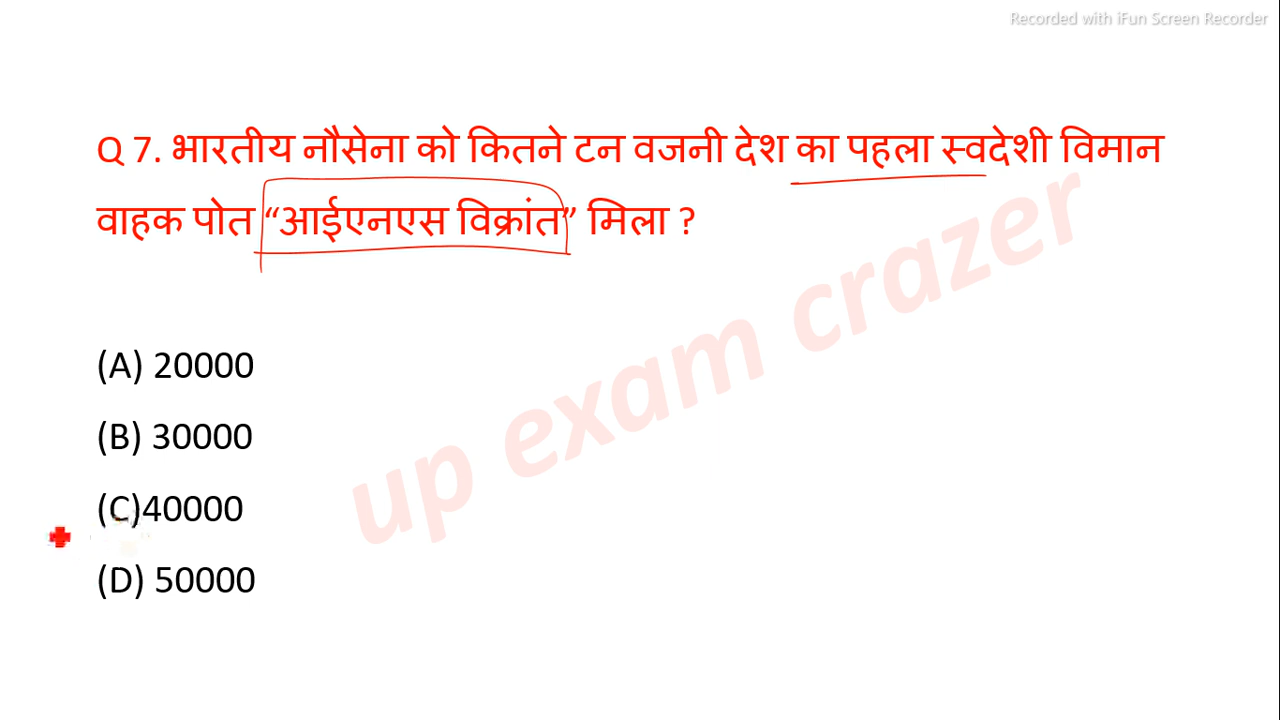 Recorded with iFun Screen Recorder
Q 7. भारतीय नौसेना को कितने टन वजनी देश का पहला स्वदेशी विमान
वाहक पोत “आईएनएस विक्रांत” मिला ?
(A) 20000
(B) 30000
(C)40000
(D) 50000
up exam crazer